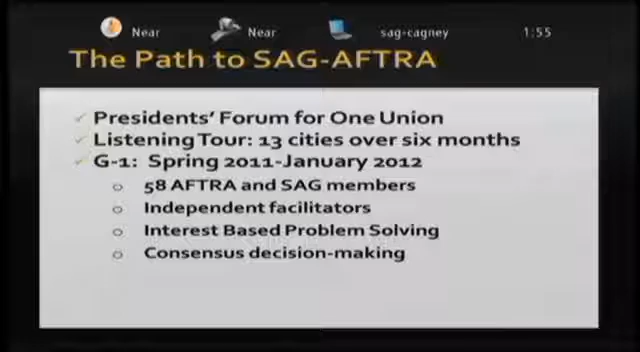 Near
Near
sag-cagney
1:55
The Path to SAG-AFTRA
Presidents' Forum for One Union
Listening Tour: 13 cities over six months
G-1: Spring 2011-January 2012
58 AFTRA and SAG members
Independent facilitators
Interest Based Problem Solving
Consensus decision-making